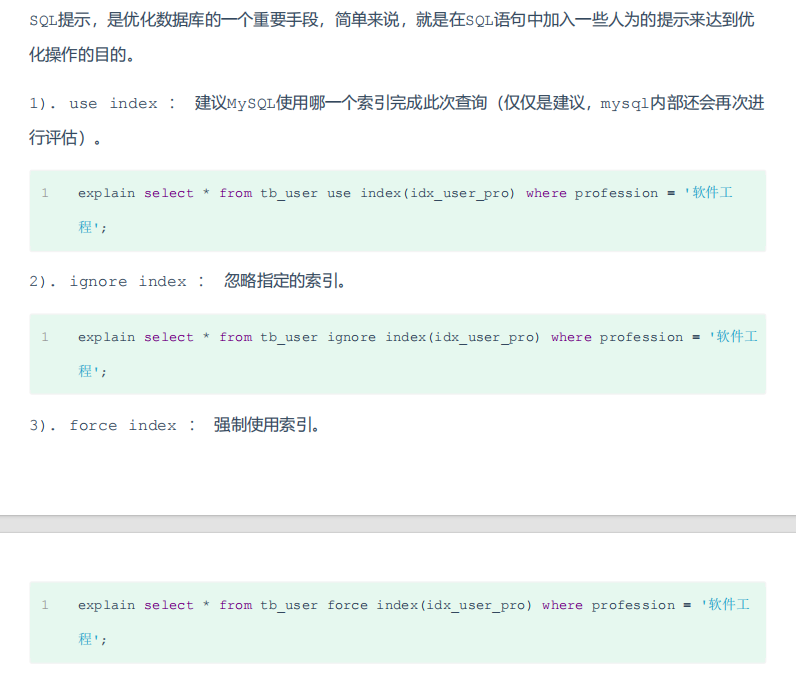 SQL提示，是优化数据库的一个重要手段，简单来说，就是在SQL语句中加入一些人为的提示来达到优
化操作的目的。
1). use index ： 建议MySQL使用哪一个索引完成此次查询（仅仅是建议，mysql内部还会再次进
行评估）。
1 explain select * from tb_user use index(idx_user_pro) where profession = '软件工
程';
2). ignore index ： 忽略指定的索引。
1 explain select * from tb_user ignore index(idx_user_pro) where profession = '软件工
程';
3). force index ： 强制使用索引。
1 explain select * from tb_user force index(idx_user_pro) where profession = '软件工
程';